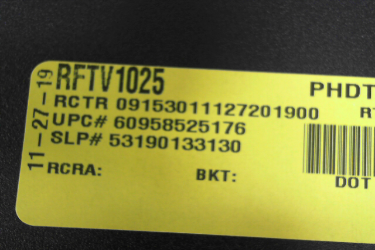 11-27-19
RFTV1025
PHDT
RCTR 09153011127201900
UPC# 60958525176
SLP# 53190133130
RCRA:
BKT:
DOT